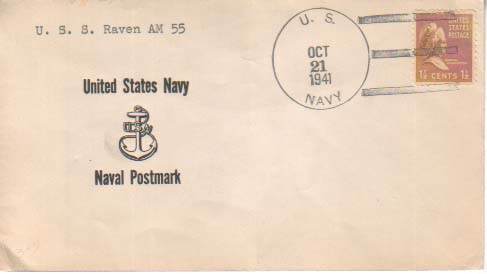 U. S. S. Raven AM 55
United States Navy
Naval Postmark
U. S.
OCT
21
1941
NAVY
UNITED
STATES
POSTAGE
1½ CENTS 1½